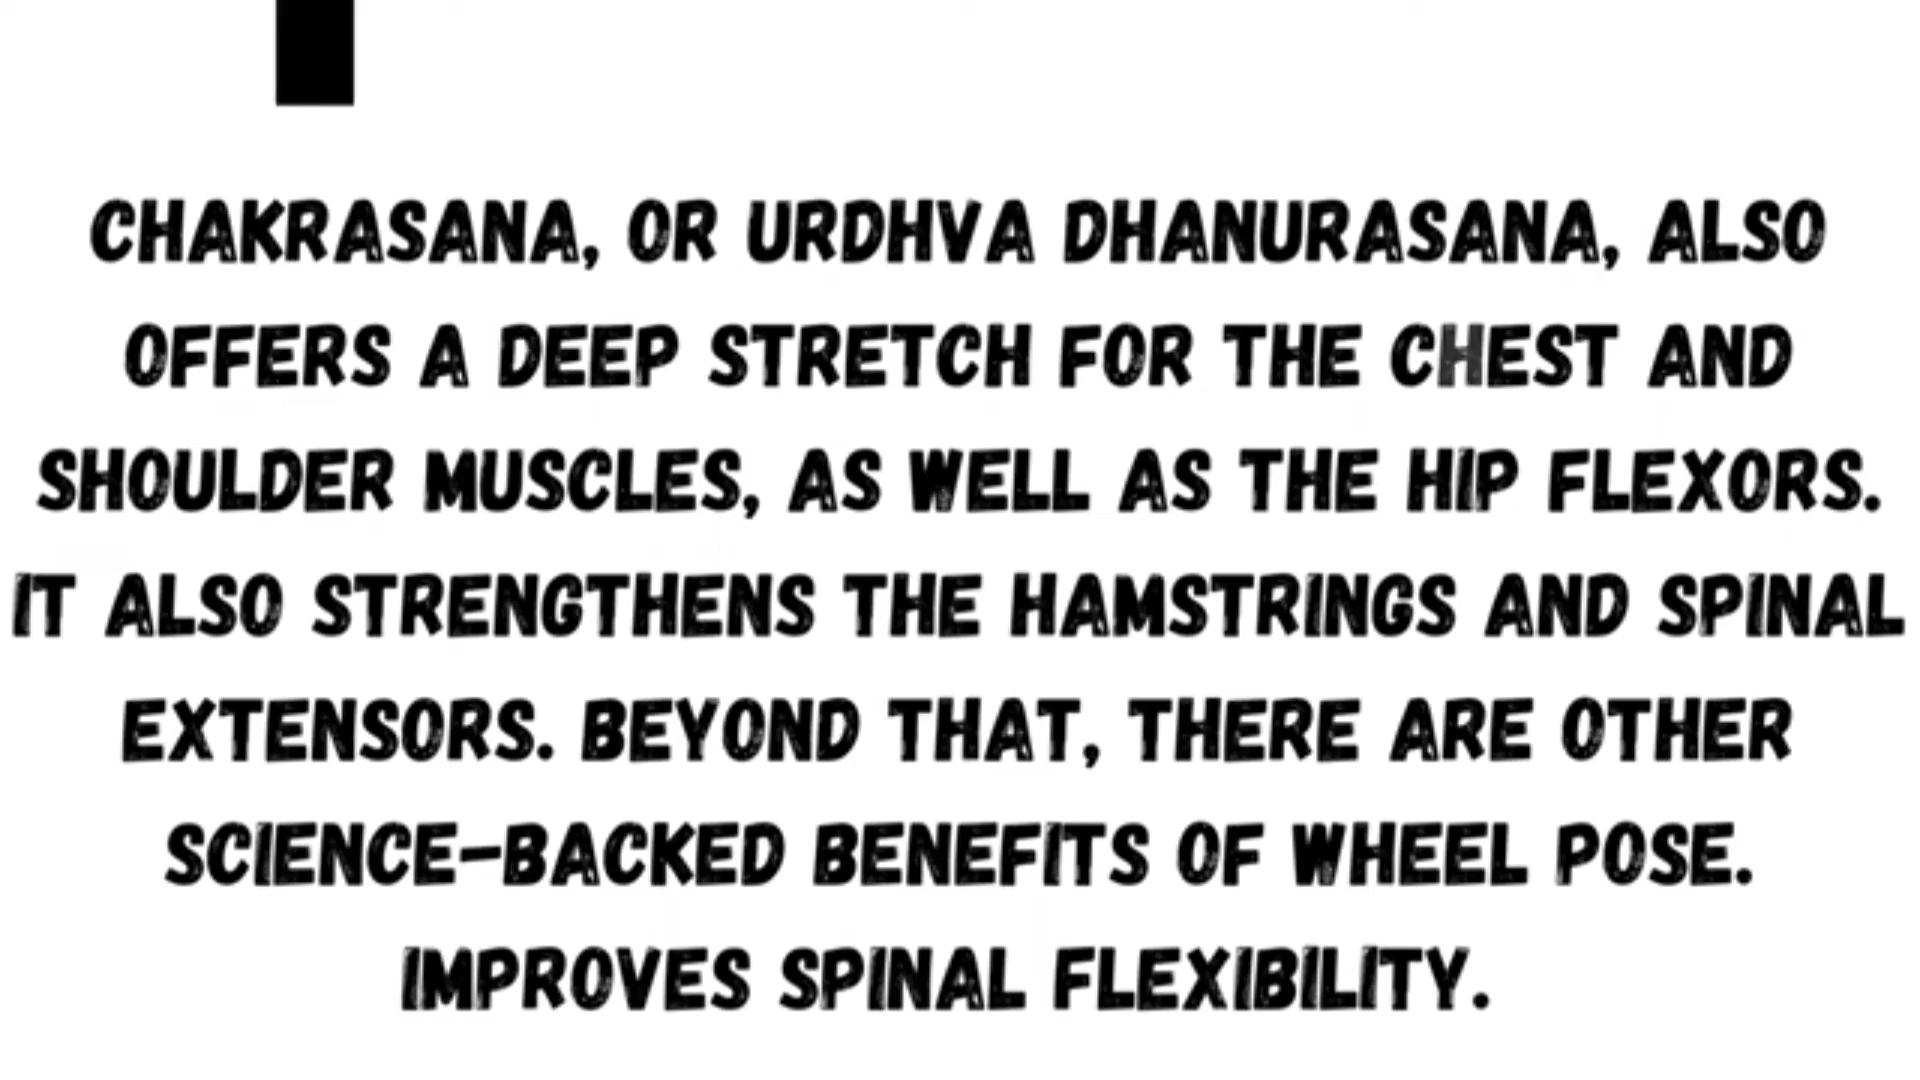 CHAKRASANA, OR URDHVA DHANURASANA, ALSO
OFFERS A DEEP STRETCH FOR THE CHEST AND
SHOULDER MUSCLES, AS WELL AS THE HIP FLEXORS.
IT ALSO STRENGTHENS THE HAMSTRINGS AND SPINAL
EXTENSORS. BEYOND THAT, THERE ARE OTHER
SCIENCE-BACKED BENEFITS OF WHEEL POSE.
IMPROVES SPINAL FLEXIBILITY.